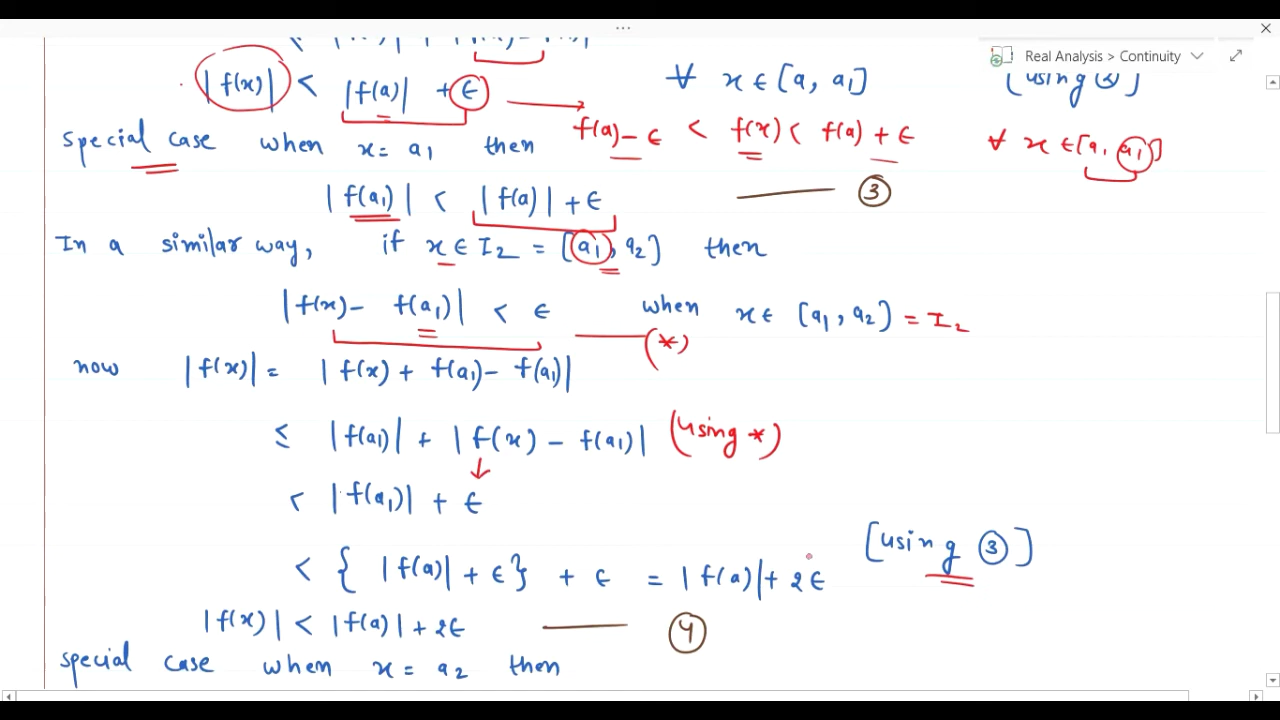 Real Analysis > Continuity
|f(x)| < |f(a)| + ϵ ∀ x ∈ [a, a₁] [using ②]
f(a) - ϵ < f(x) < f(a) + ϵ ∀ x ∈ [a, a₁]
special case when x = a₁ then
|f(a₁)| < |f(a)| + ϵ ③
In a similar way, if x ∈ I₂ = [a₁, a₂] then
|f(x) - f(a₁)| < ϵ when x ∈ [a₁, a₂] = I₂
(*)
now |f(x)| = |f(x) + f(a₁) - f(a₁)|
≤ |f(a₁)| + |f(x) - f(a₁)| (using *)
< |f(a₁)| + ϵ
< { |f(a)| + ϵ } + ϵ = |f(a)| + 2ϵ [using ③]
|f(x)| < |f(a)| + 2ϵ ④
special case when x = a₂ then